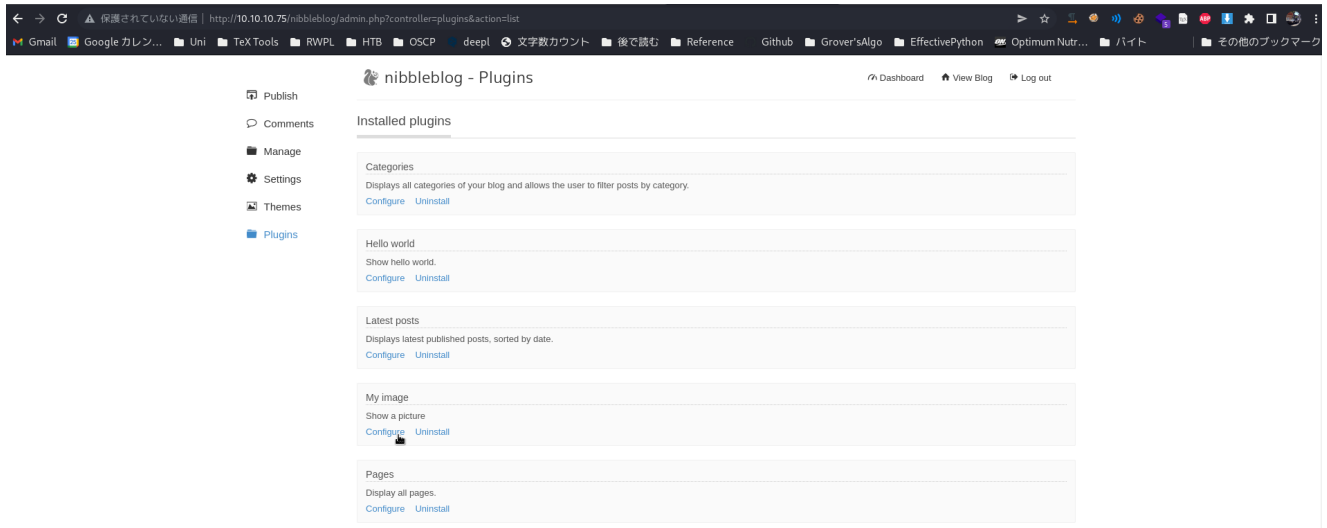 保護されていない通信 | http://10.10.10.75/nibbleblog/admin.php?controller=plugins&action=list
Gmail Google カレン... Uni TeX Tools RWPL HTB OSCP deepl 文字数カウント 後で読む Reference Github Grover'sAlgo EffectivePython Optimum Nutr... バイト その他のブックマーク
nibbleblog - Plugins
Dashboard View Blog Log out
Publish
Comments
Manage
Settings
Themes
Plugins
Installed plugins
Categories
Displays all categories of your blog and allows the user to filter posts by category.
Configure Uninstall
Hello world
Show hello world.
Configure Uninstall
Latest posts
Displays latest published posts, sorted by date.
Configure Uninstall
My image
Show a picture
Configure Uninstall
Pages
Display all pages.
Configure Uninstall